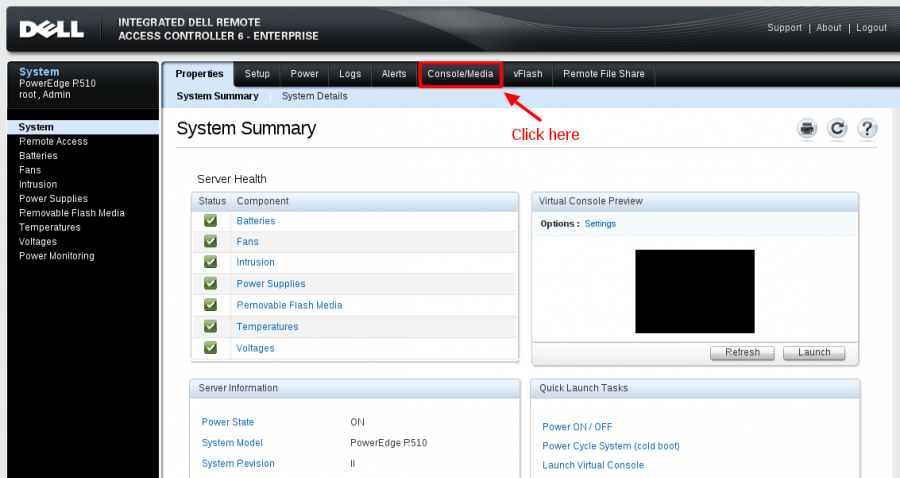 DELL
INTEGRATED DELL REMOTE
ACCESS CONTROLLER 6 - ENTERPRISE
Support | About | Logout
System
PowerEdge R510
root , Admin
Properties Setup Power Logs Alerts Console/Media vFlash Remote File Share
System Summary System Details
Click here
System
Remote Access
Batteries
Fans
Intrusion
Power Supplies
Removable Flash Media
Temperatures
Voltages
Power Monitoring
System Summary
?
Server Health
Status Component
Batteries
Fans
Intrusion
Power Supplies
Removable Flash Media
Temperatures
Voltages
Virtual Console Preview
Options : Settings
Refresh Launch
Server Information
Power State ON
System Model PowerEdge R510
System Revision II
Quick Launch Tasks
Power ON / OFF
Power Cycle System (cold boot)
Launch Virtual Console